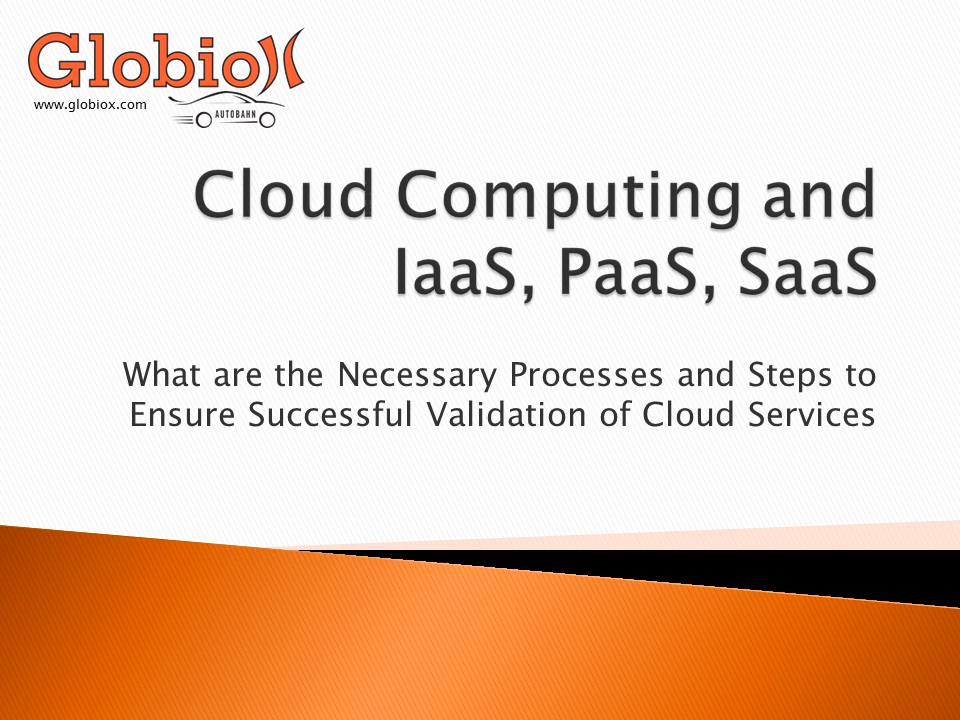 Globiox
www.globiox.com
AUTOBAHN
Cloud Computing and
IaaS, PaaS, SaaS
What are the Necessary Processes and Steps to
Ensure Successful Validation of Cloud Services